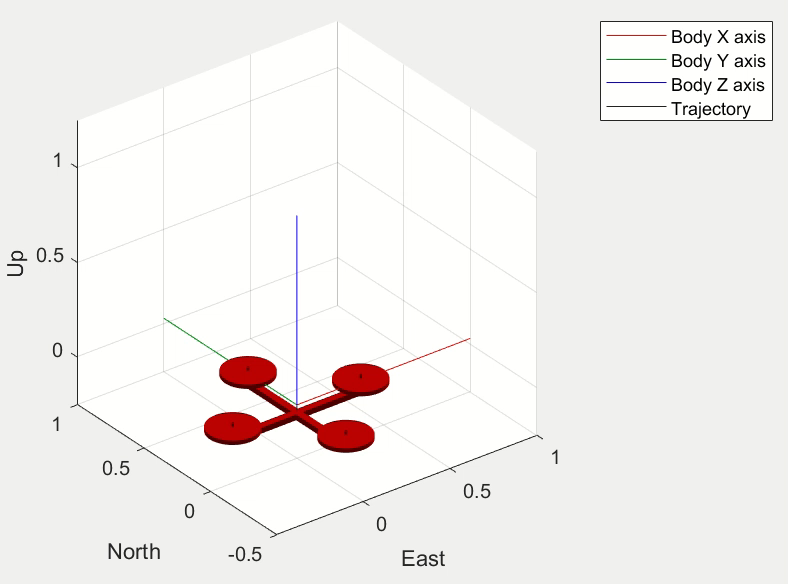 Body X axis
Body Y axis
Body Z axis
Trajectory
1
0.5
0
Up
1
0.5
0
-0.5
North
0
0.5
1
East